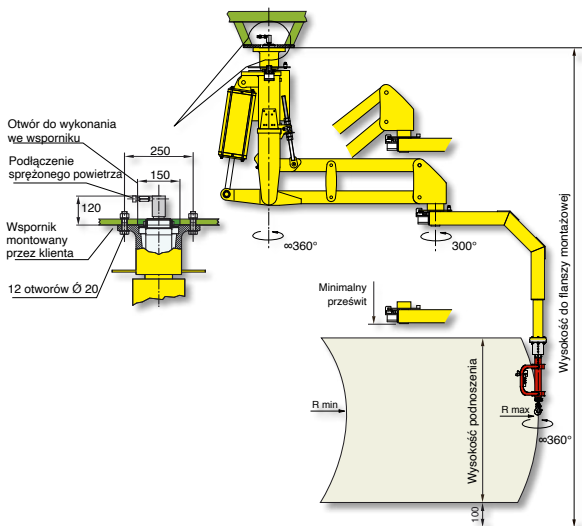 Otwór do wykonania
we wsporniku
Podłączenie
sprężonego powietrza
250
150
120
Wspornik
montowany
przez klienta
12 otworów Ø 20
∞360°
300°
Minimalny
prześwit
R min
R max
∞360°
Wysokość podnoszenia
100
Wysokość do flanszy montażowej